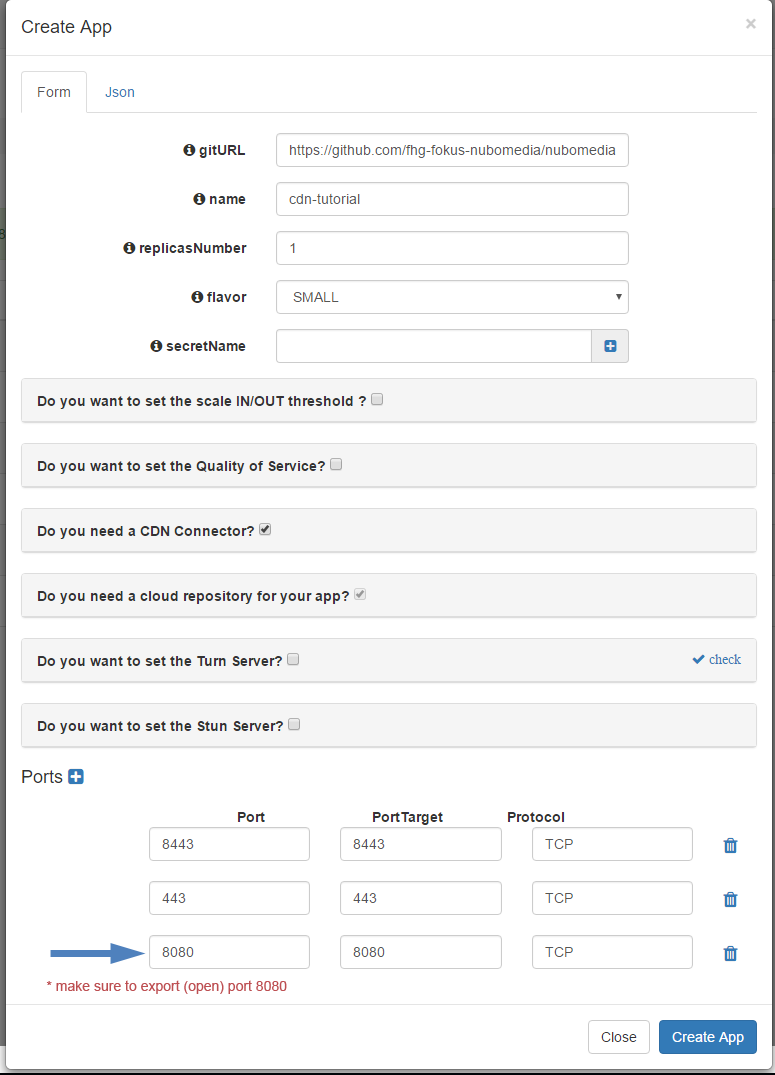 Create App
×
Form
Json
gitURL
https://github.com/fhg-fokus-nubomedia/nubomedia
name
cdn-tutorial
replicasNumber
1
flavor
SMALL
secretName
Do you want to set the scale IN/OUT threshold ?
Do you want to set the Quality of Service?
Do you need a CDN Connector?
Do you need a cloud repository for your app?
Do you want to set the Turn Server?
check
Do you want to set the Stun Server?
Ports
Port PortTarget Protocol
8443 8443 TCP
443 443 TCP
8080 8080 TCP
* make sure to export (open) port 8080
Close
Create App